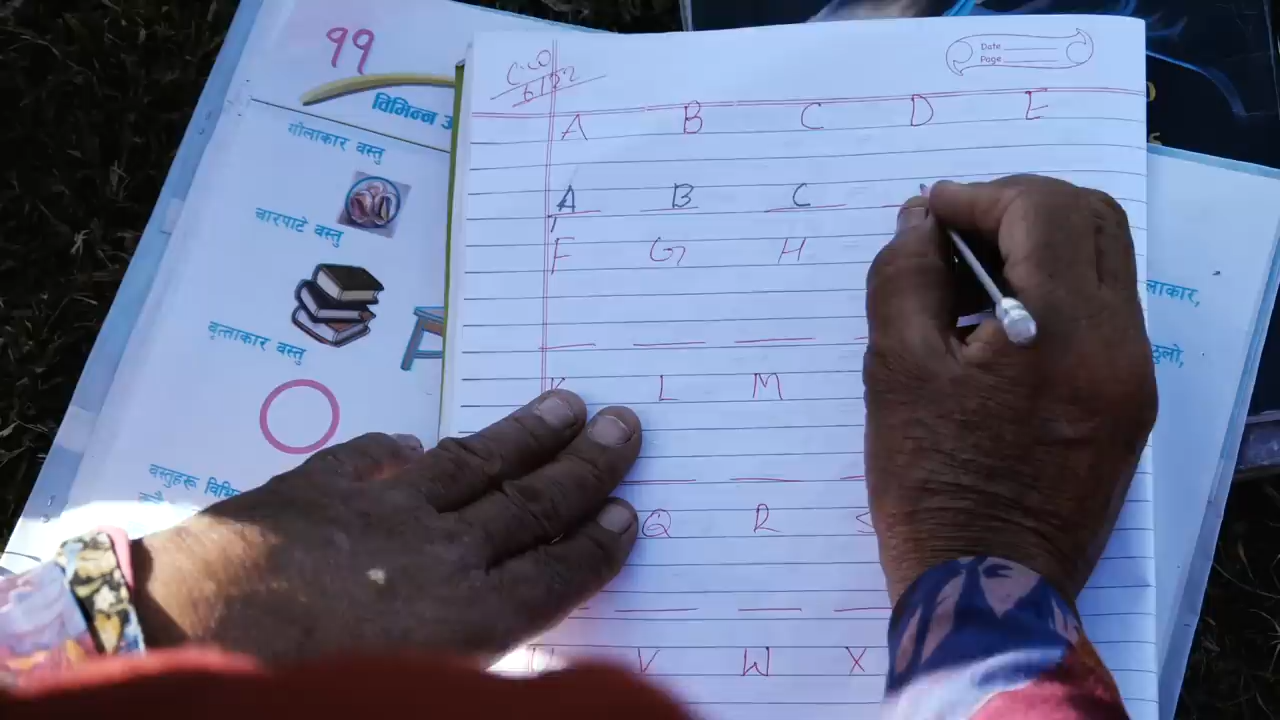 ११
विभिन्न
गोलाकार वस्तु
चारपाटे वस्तु
वृत्ताकार वस्तु
वस्तुहरू
Date
Page
C.W
A B C D E
A B C
F G H
K L M
Q R S
U V W X
लाकार,
ठुलो,